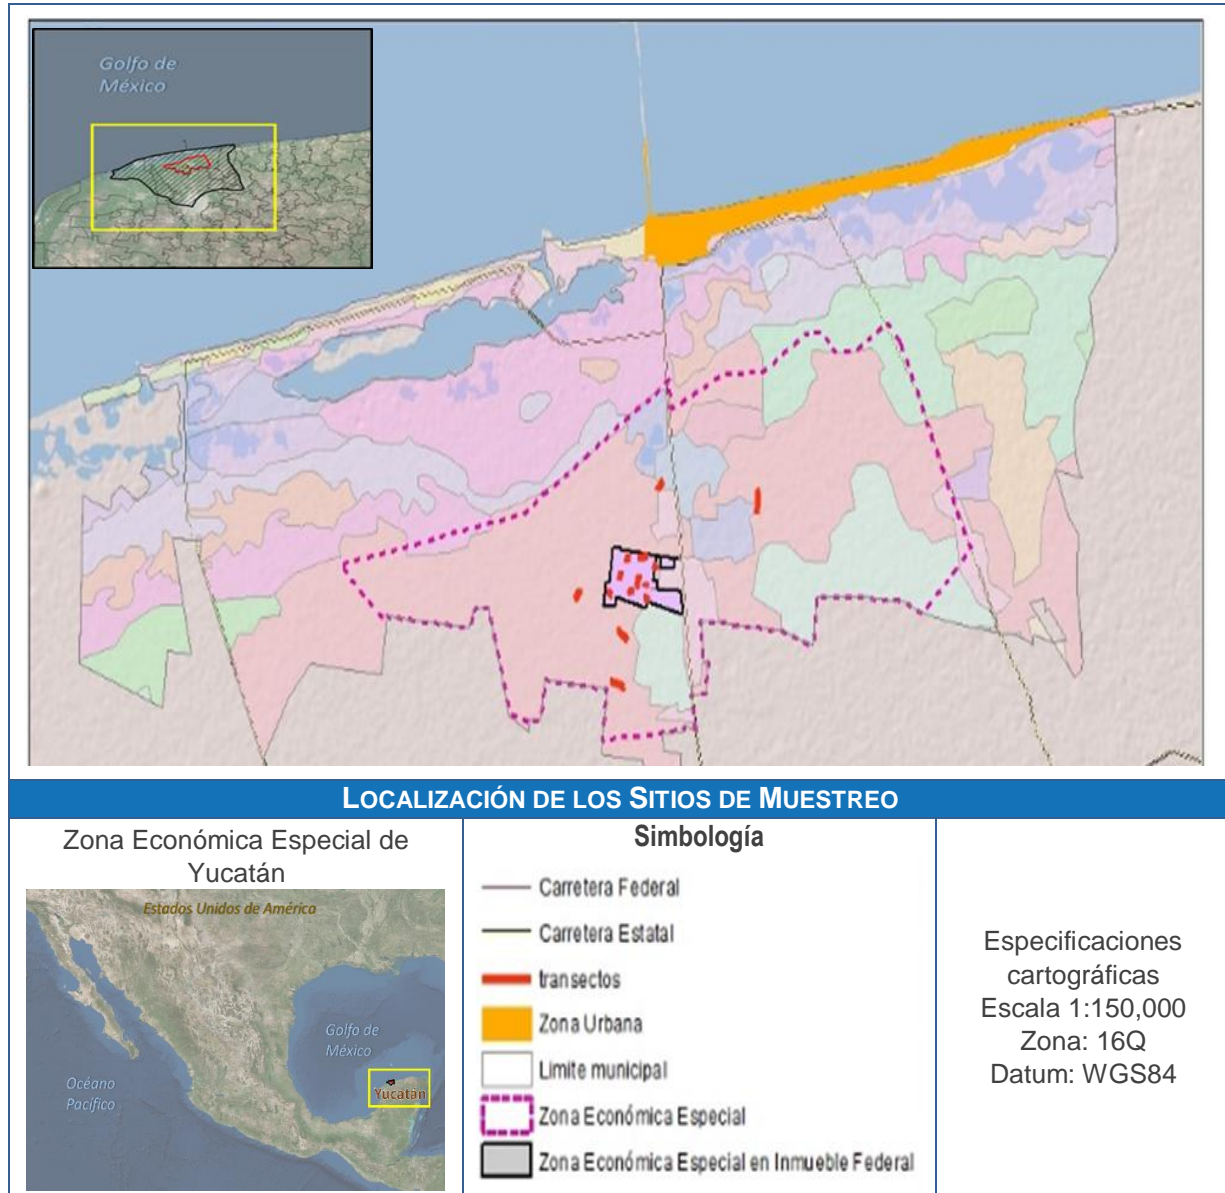 Golfo de
México
LOCALIZACIÓN DE LOS SITIOS DE MUESTREO
Zona Económica Especial de
Yucatán
Estados Unidos de América
Golfo de
México
Océano
Pacífico
Yucatán
Simbología
Carretera Federal
Carretera Estatal
transectos
Zona Urbana
Limite municipal
Zona Económica Especial
Zona Económica Especial en Inmueble Federal
Especificaciones
cartográficas
Escala 1:150,000
Zona: 16Q
Datum: WGS84